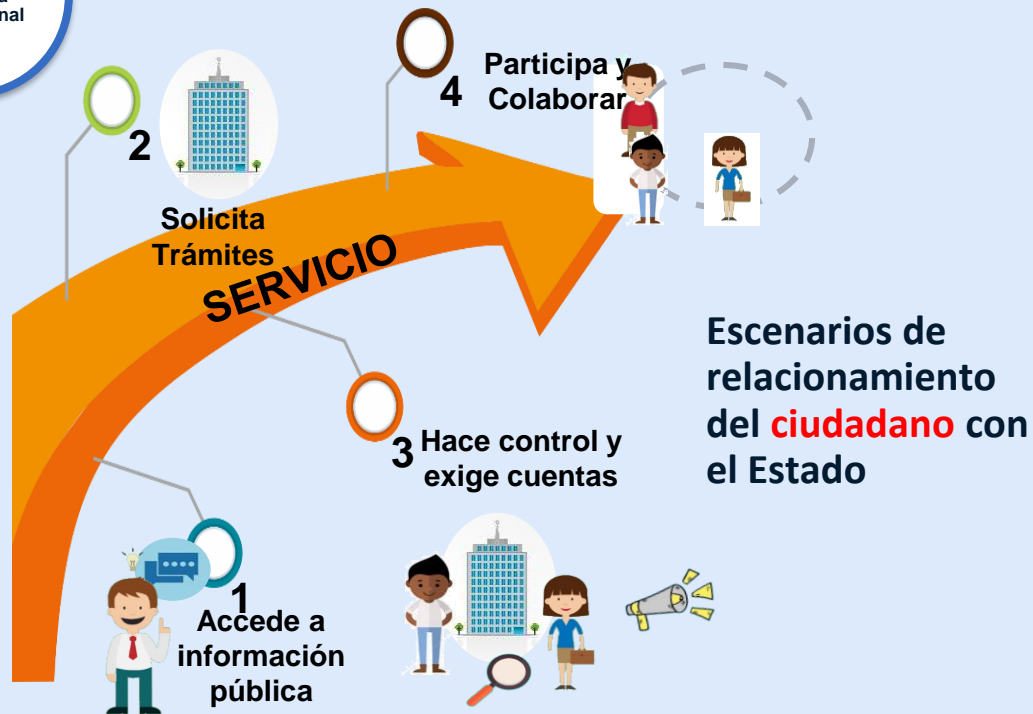 nal
2
Solicita
Trámites
4
Participa y
Colaborar
SERVICIO
3
Hace control y
exige cuentas
1
Accede a
información
pública
Escenarios de
relacionamiento
del ciudadano con
el Estado